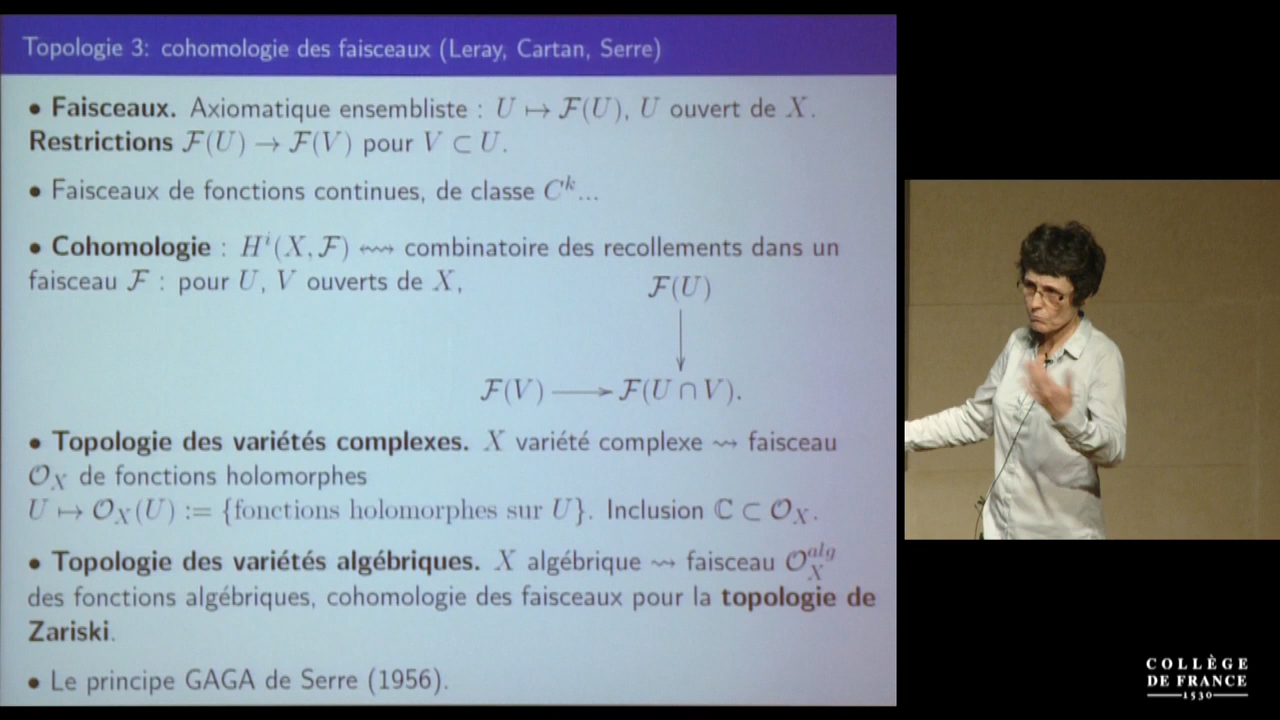 Topologie 3: cohomologie des faisceaux (Leray, Cartan, Serre)
• Faisceaux. Axiomatique ensembliste : U ↦ ℱ(U), U ouvert de X.
Restrictions ℱ(U) → ℱ(V) pour V ⊂ U.
• Faisceaux de fonctions continues, de classe Cᵏ...
• Cohomologie : Hⁱ(X, ℱ) ↭ combinatoire des recollements dans un
faisceau ℱ : pour U, V ouverts de X,
ℱ(U)
ℱ(V) → ℱ(U ∩ V).
• Topologie des variétés complexes. X variété complexe ⇝ faisceau
𝒪_X de fonctions holomorphes
U ↦ 𝒪_X(U) := {fonctions holomorphes sur U}. Inclusion ℂ ⊂ 𝒪_X.
• Topologie des variétés algébriques. X algébrique ⇝ faisceau 𝒪_X^alg
des fonctions algébriques, cohomologie des faisceaux pour la topologie de
Zariski.
• Le principe GAGA de Serre (1956).
COLLÈGE
DE FRANCE
1530